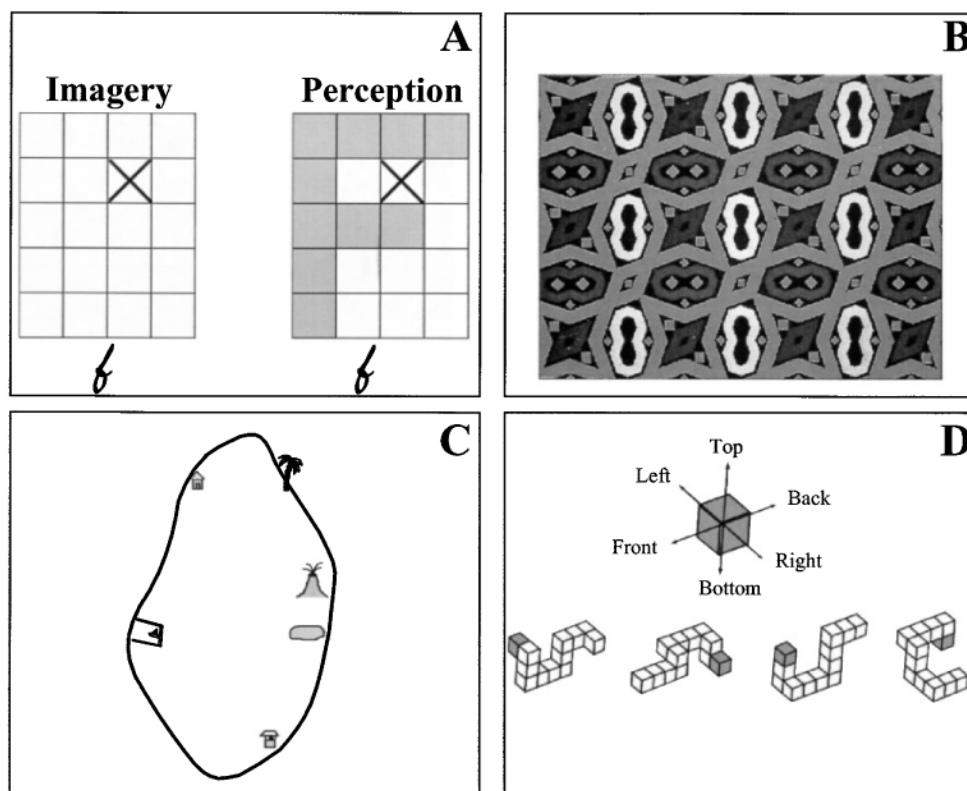 A
Imagery Perception
f f
B
C
D
Top
Left
Back
Front
Right
Bottom